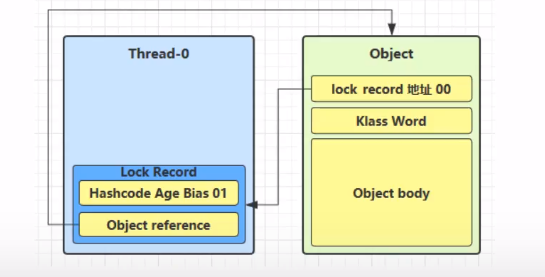 Thread-0
Lock Record
Hashcode Age Bias 01
Object reference
Object
lock record 地址 00
Klass Word
Object body